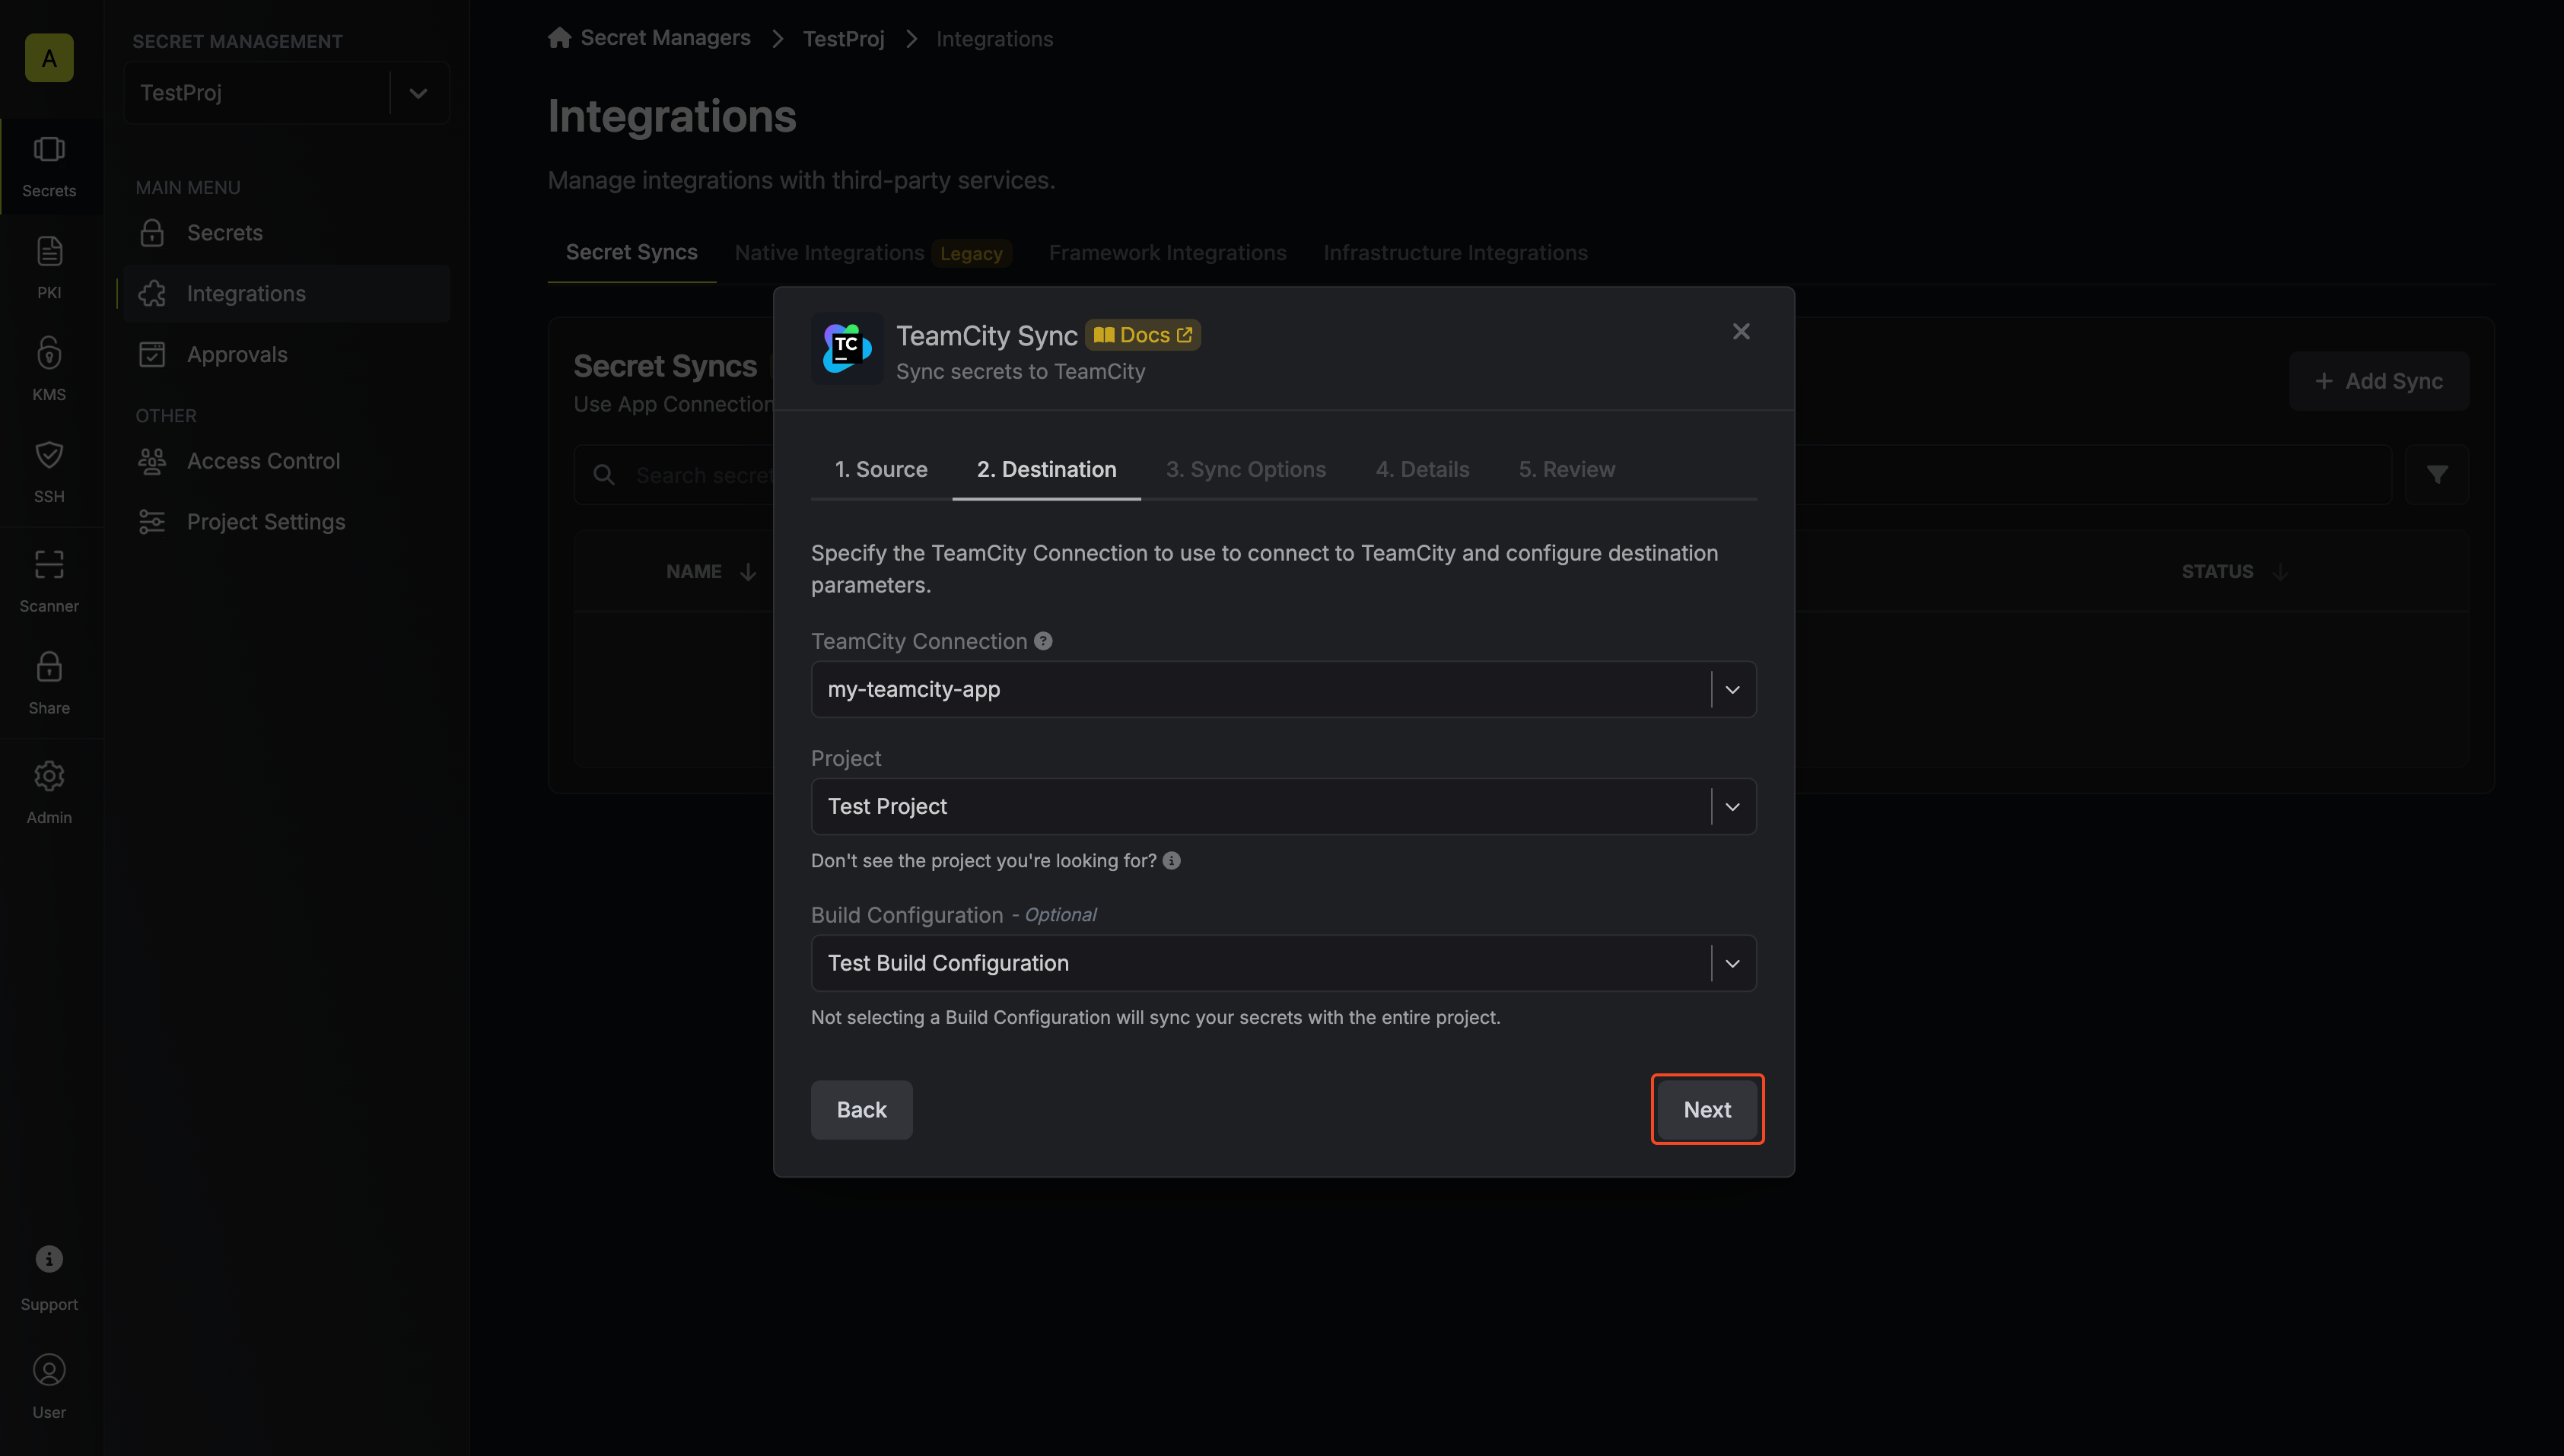 A
Secrets
PKI
KMS
SSH
Scanner
Share
Admin
Support
User
SECRET MANAGEMENT
TestProj
MAIN MENU
Secrets
Integrations
Approvals
OTHER
Access Control
Project Settings
Secret Managers TestProj Integrations
Integrations
Manage integrations with third-party services.
Secret Syncs Native Integrations Legacy Framework Integrations Infrastructure Integrations
Secret Syncs
Use App Connection
+ Add Sync
Search secret
NAME
STATUS
TC
TeamCity Sync Docs
Sync secrets to TeamCity
1. Source 2. Destination 3. Sync Options 4. Details 5. Review
Specify the TeamCity Connection to use to connect to TeamCity and configure destination
parameters.
TeamCity Connection
my-teamcity-app
Project
Test Project
Don't see the project you're looking for?
Build Configuration - Optional
Test Build Configuration
Not selecting a Build Configuration will sync your secrets with the entire project.
Back Next